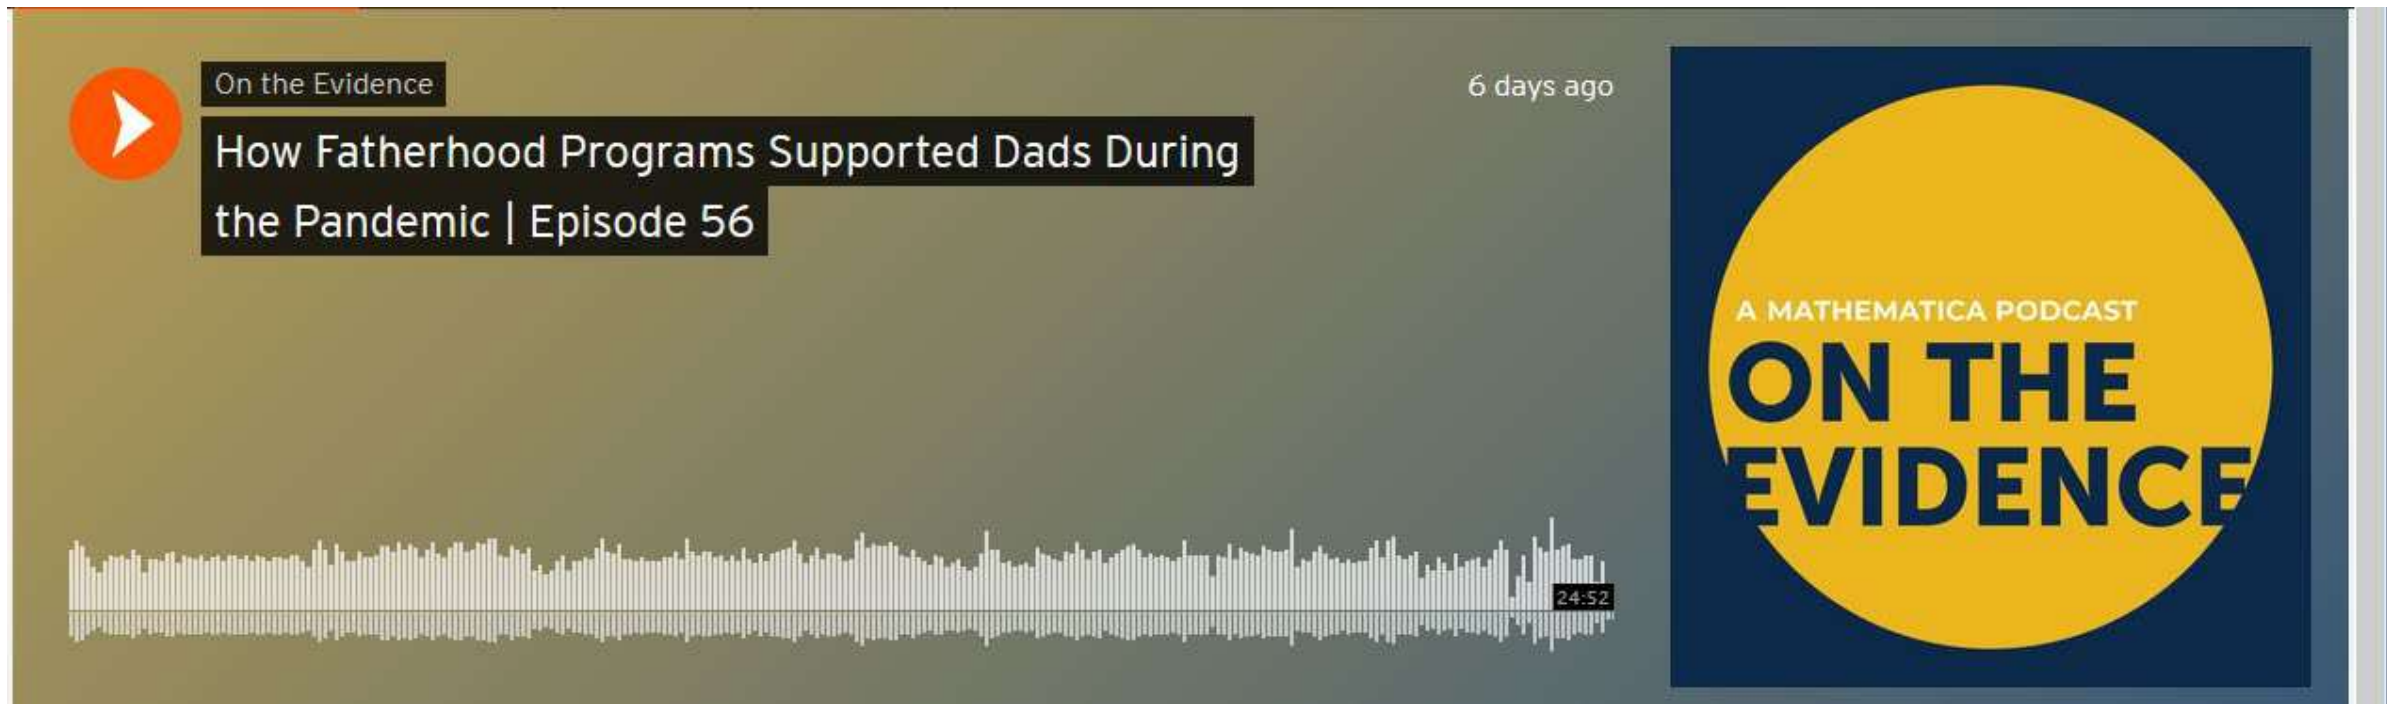 On the Evidence
6 days ago
How Fatherhood Programs Supported Dads During
the Pandemic | Episode 56
24:52
A MATHEMATICA PODCAST
ON THE
EVIDENCE